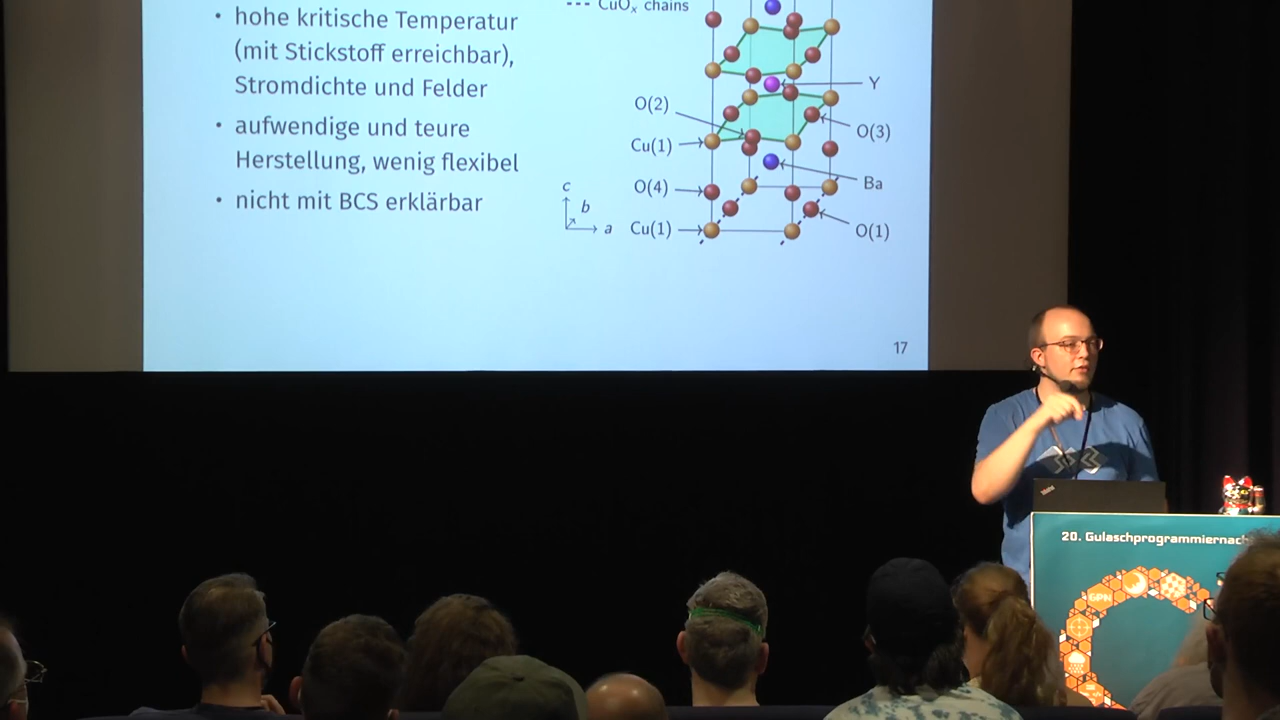 --- CuOₓ chains
• hohe kritische Temperatur
(mit Stickstoff erreichbar),
Stromdichte und Felder
• aufwendige und teure
Herstellung, wenig flexibel
• nicht mit BCS erklärbar
Y
O(2)
O(3)
Cu(1)
Ba
O(4)
Cu(1)
O(1)
c
b
a
17
20. Gulaschprogrammiernach
GPN